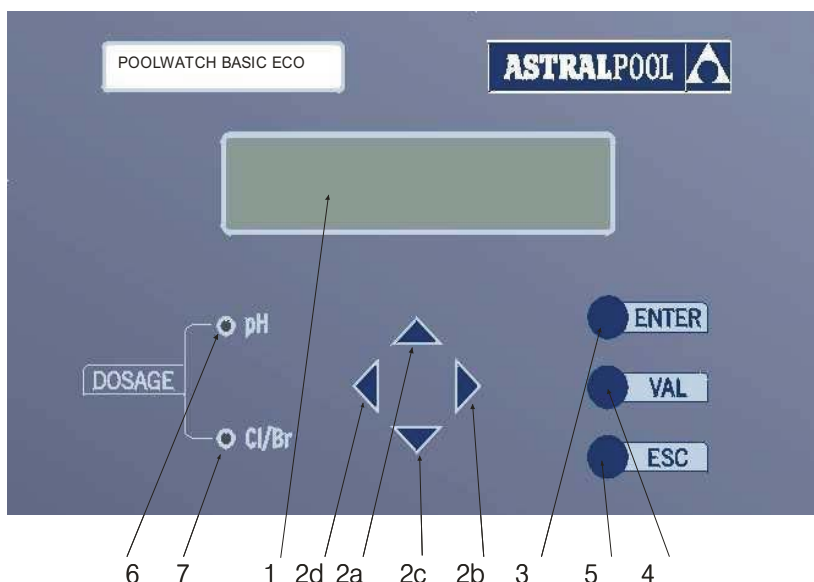 POOLWATCH BASIC ECO
ASTRALPOOL
pH
ENTER
DOSAGE
VAL
Cl/Br
ESC
6 7 1 2d 2a 2c 2b 3 5 4